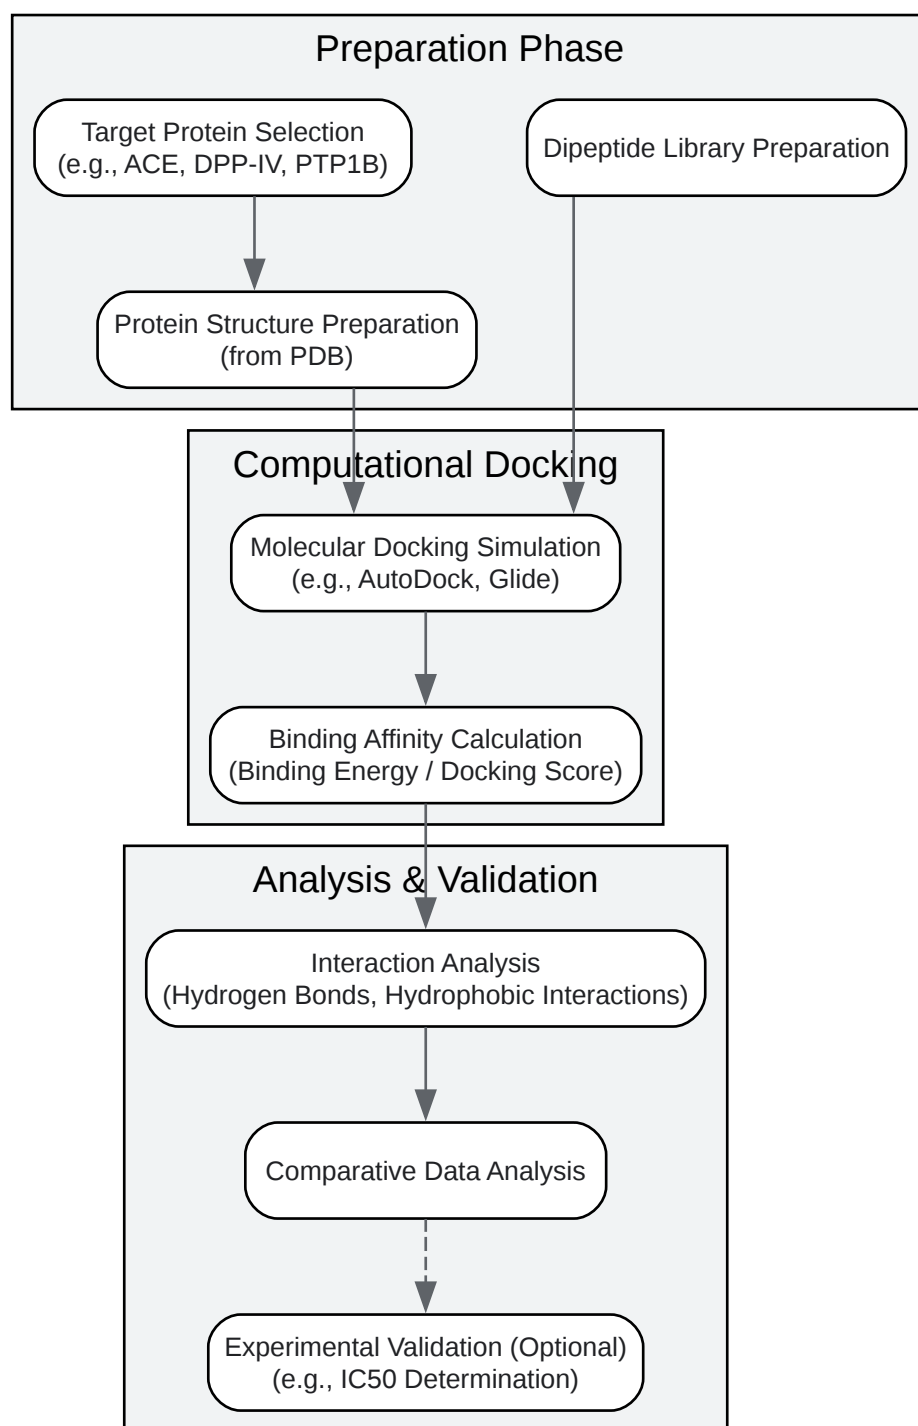 Preparation Phase
Target Protein Selection
(e.g., ACE, DPP-IV, PTP1B)
Dipeptide Library Preparation
Protein Structure Preparation
(from PDB)
Computational Docking
Molecular Docking Simulation
(e.g., AutoDock, Glide)
Binding Affinity Calculation
(Binding Energy / Docking Score)
Analysis & Validation
Interaction Analysis
(Hydrogen Bonds, Hydrophobic Interactions)
Comparative Data Analysis
Experimental Validation (Optional)
(e.g., IC50 Determination)